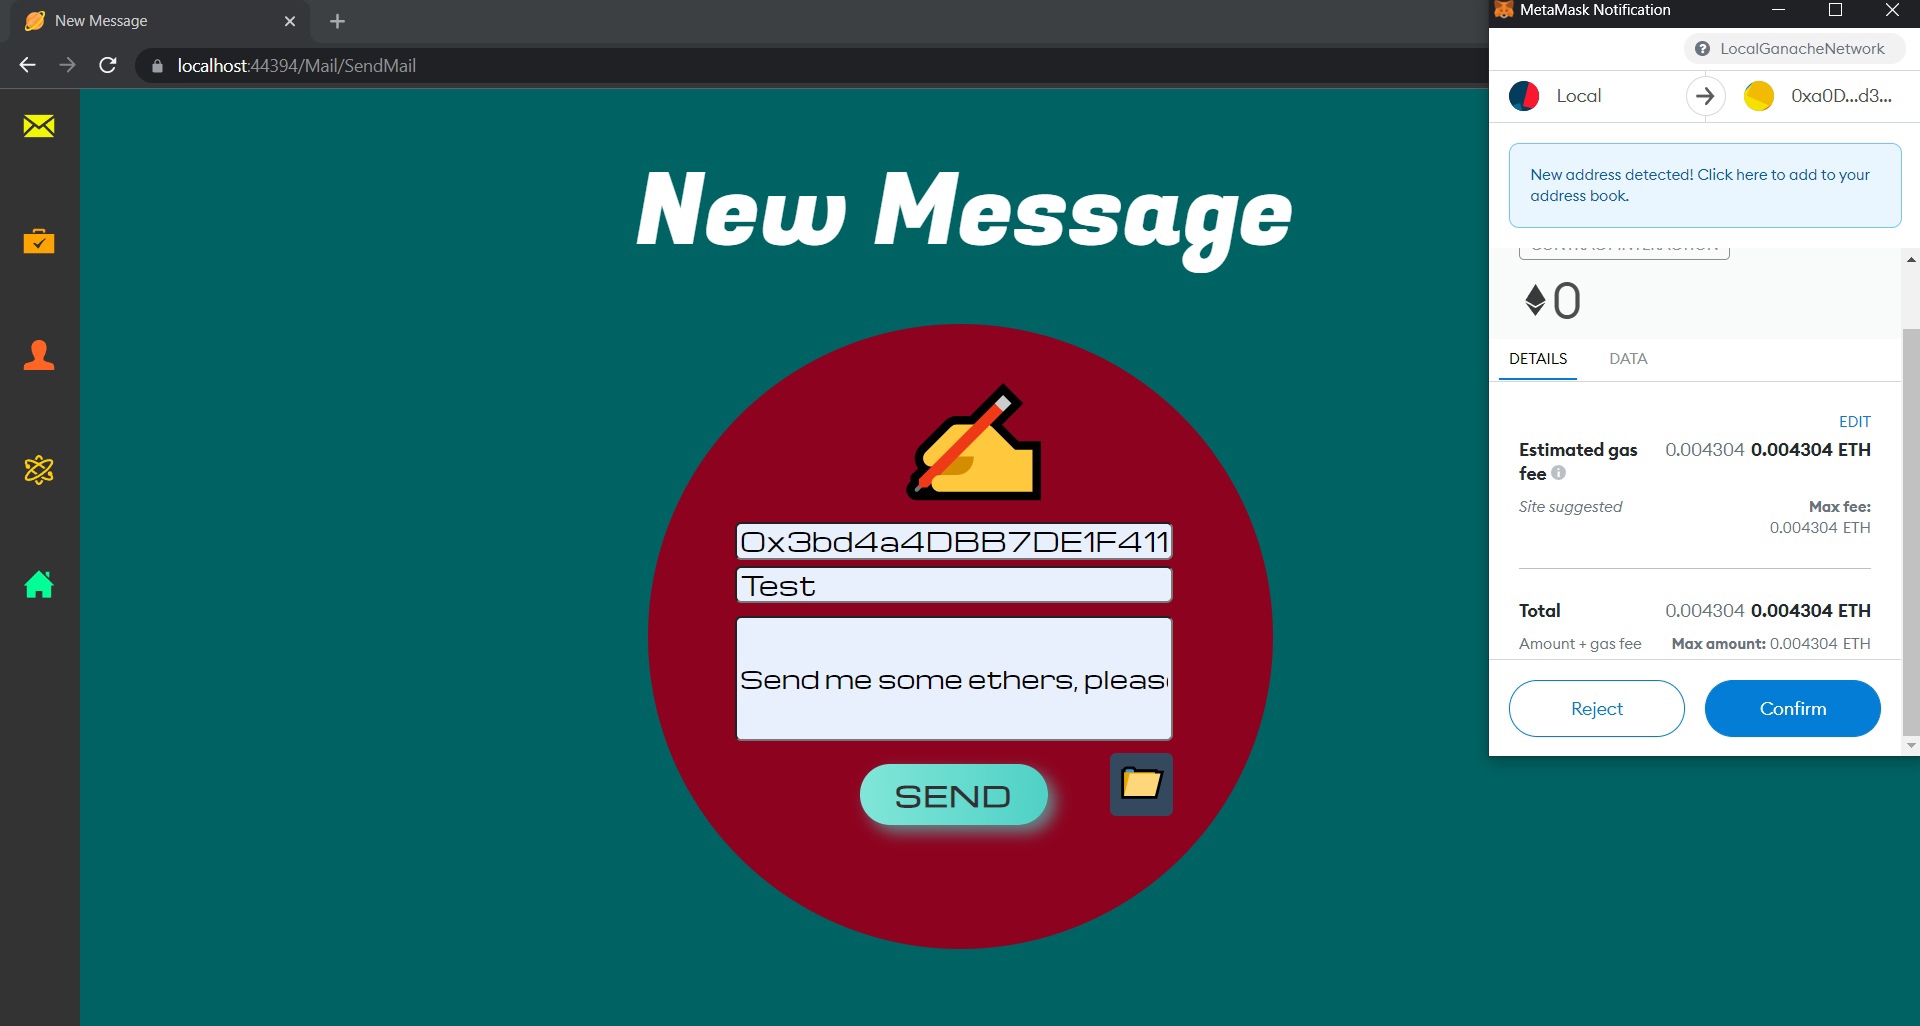 New Message
localhost:44394/Mail/SendMail
New Message
0x3bd4a4DBB7DE1F411
Test
Send me some ethers, please
SEND
MetaMask Notification
LocalGanacheNetwork
Local
0xa0D...d3...
New address detected! Click here to add to your
address book.
CONTRACT INTERACTION
0
DETAILS
DATA
EDIT
Estimated gas
fee
0.004304 0.004304 ETH
Site suggested
Max fee:
0.004304 ETH
Total
0.004304 0.004304 ETH
Amount + gas fee
Max amount: 0.004304 ETH
Reject
Confirm